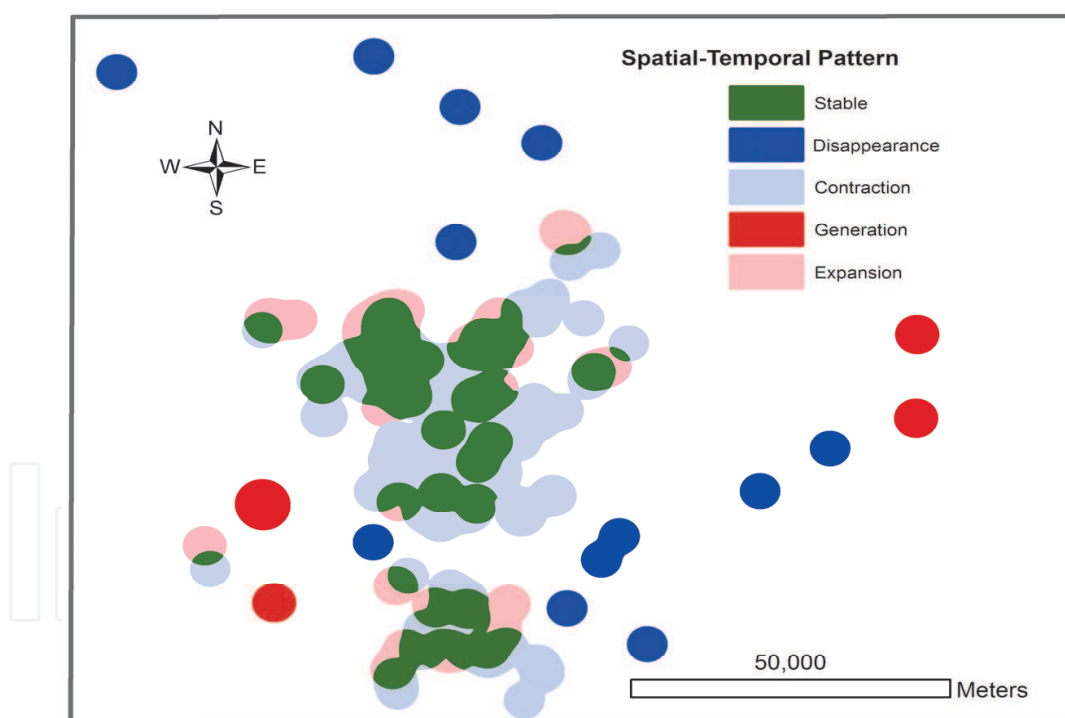 Spatial-Temporal Pattern
Stable
Disappearance
Contraction
Generation
Expansion
N
W E
S
50,000
Meters